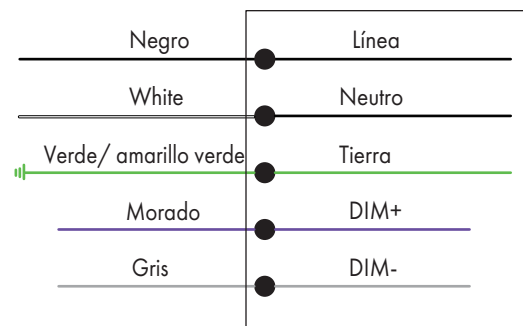 Negro Línea
White Neutro
Verde/ amarillo verde Tierra
Morado DIM+
Gris DIM-